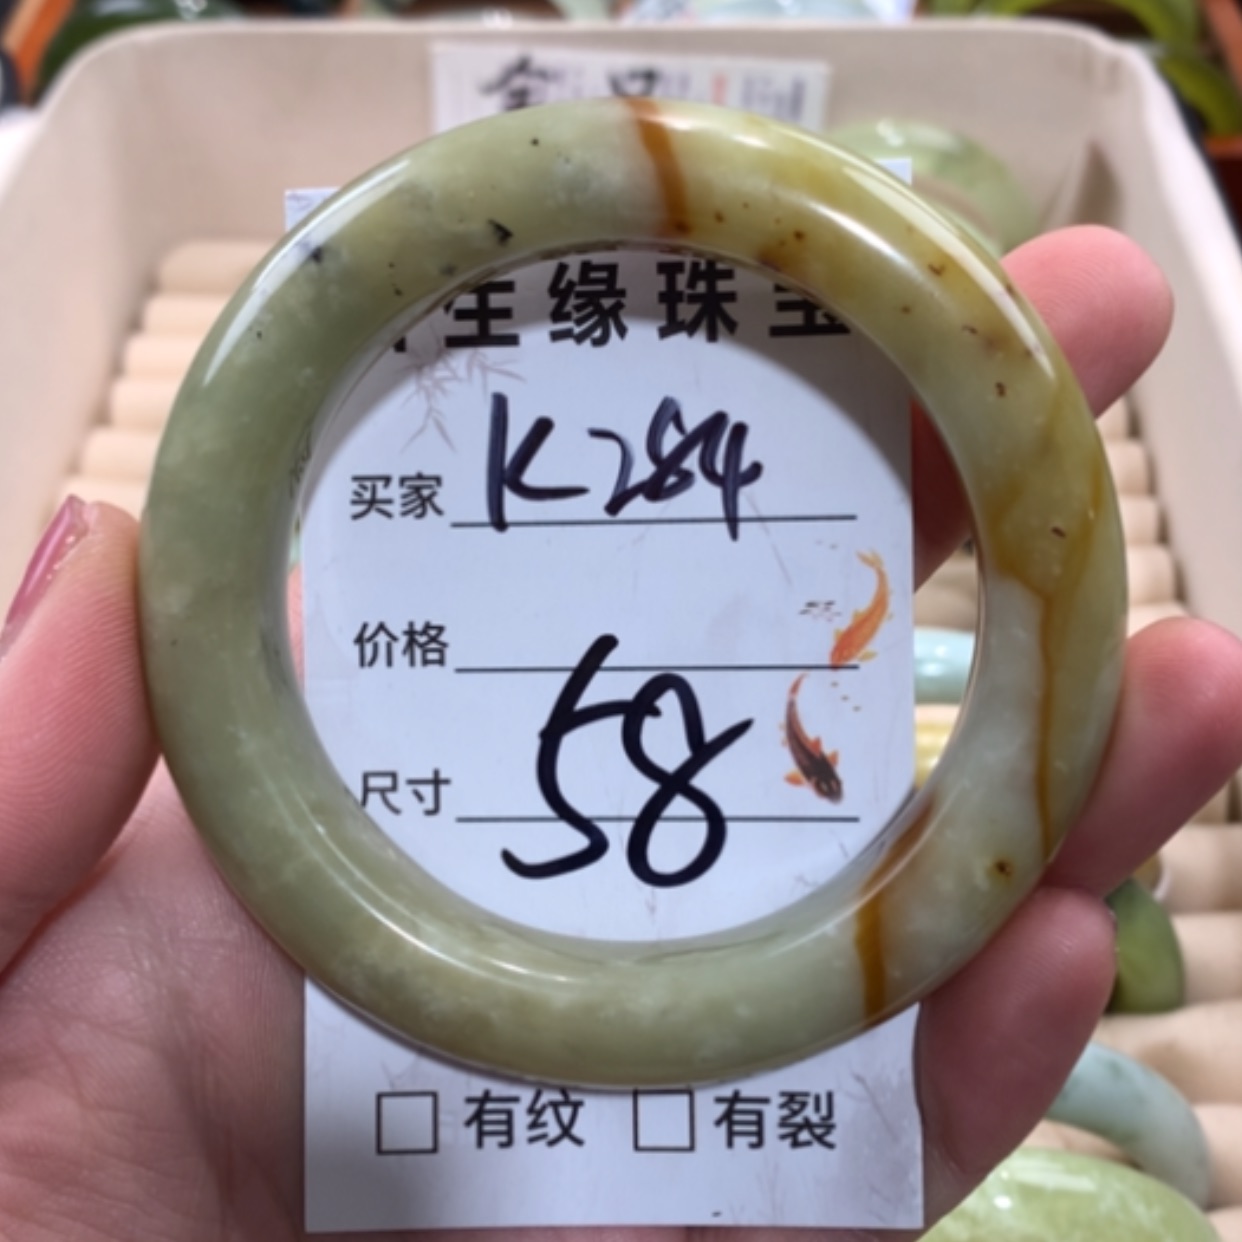 生缘珠宝
买家 K284
价格
尺寸 58
有纹 有裂